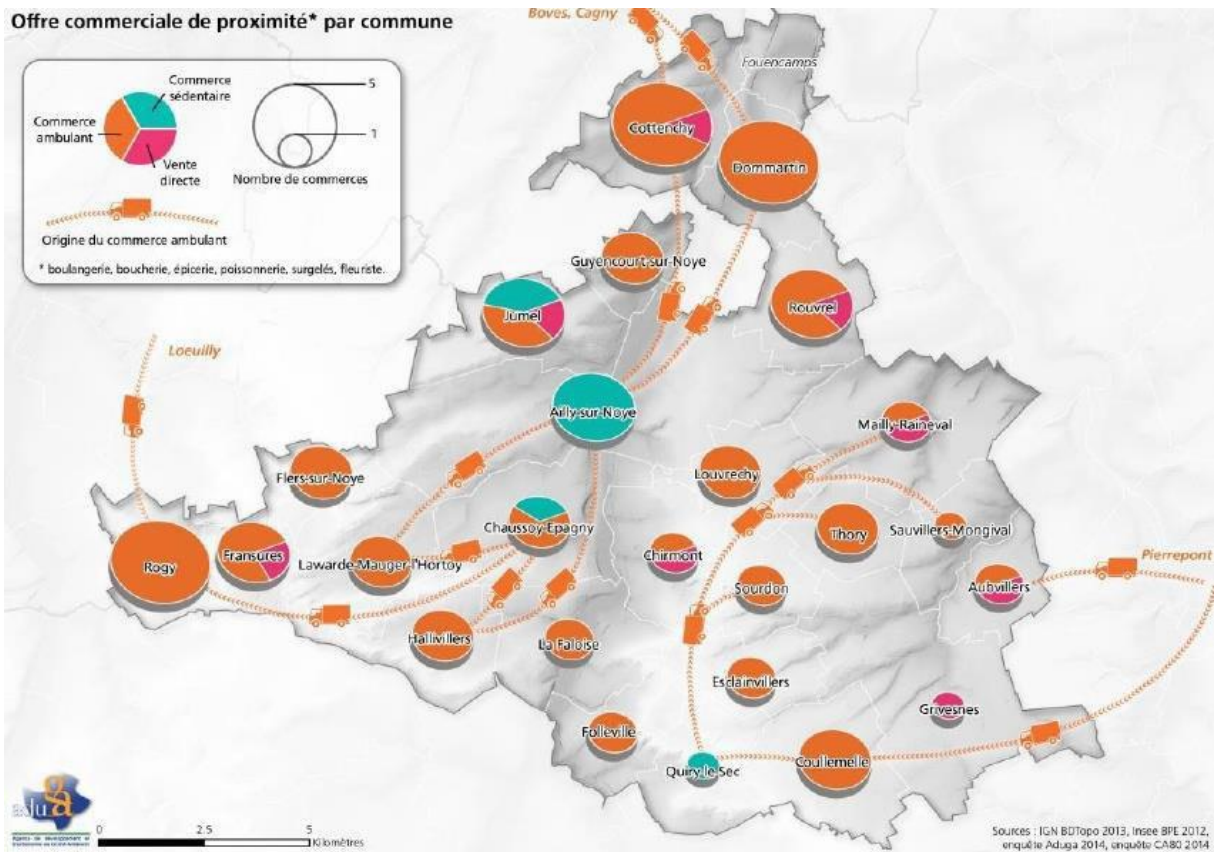 Offre commerciale de proximité* par commune
Boves, Cagny
Fouencamps
Commerce
sédentaire
Commerce
ambulant
Vente
directe
5
1
Nombre de commerces
Origine du commerce ambulant
* boulangerie, boucherie, épicerie, poissonnerie, surgelés, fleuriste.
Cottenchy
Dommartin
Guyencourt-sur-Noye
Jumel
Rouvrel
Loeuilly
Ailly-sur-Noye
Mailly-Raineval
Flers-sur-Noye
Louvrechy
Chaussoy-Epagny
Thory
Sauvillers-Mongival
Rogy
Fransures
Lawarde-Mauger-l'Hortoy
Chirmont
Pierrepont
Sourdon
Aubvillers
Hallivillers
La Faloise
Esclainvillers
Grivesnes
Folleville
Quiry-le-Sec
Coullemelle
aduga
0
2.5
5
Kilomètres
Sources : IGN BDTopo 2013, Insee BPE 2012,
enquête Aduga 2014, enquête CA80 2014